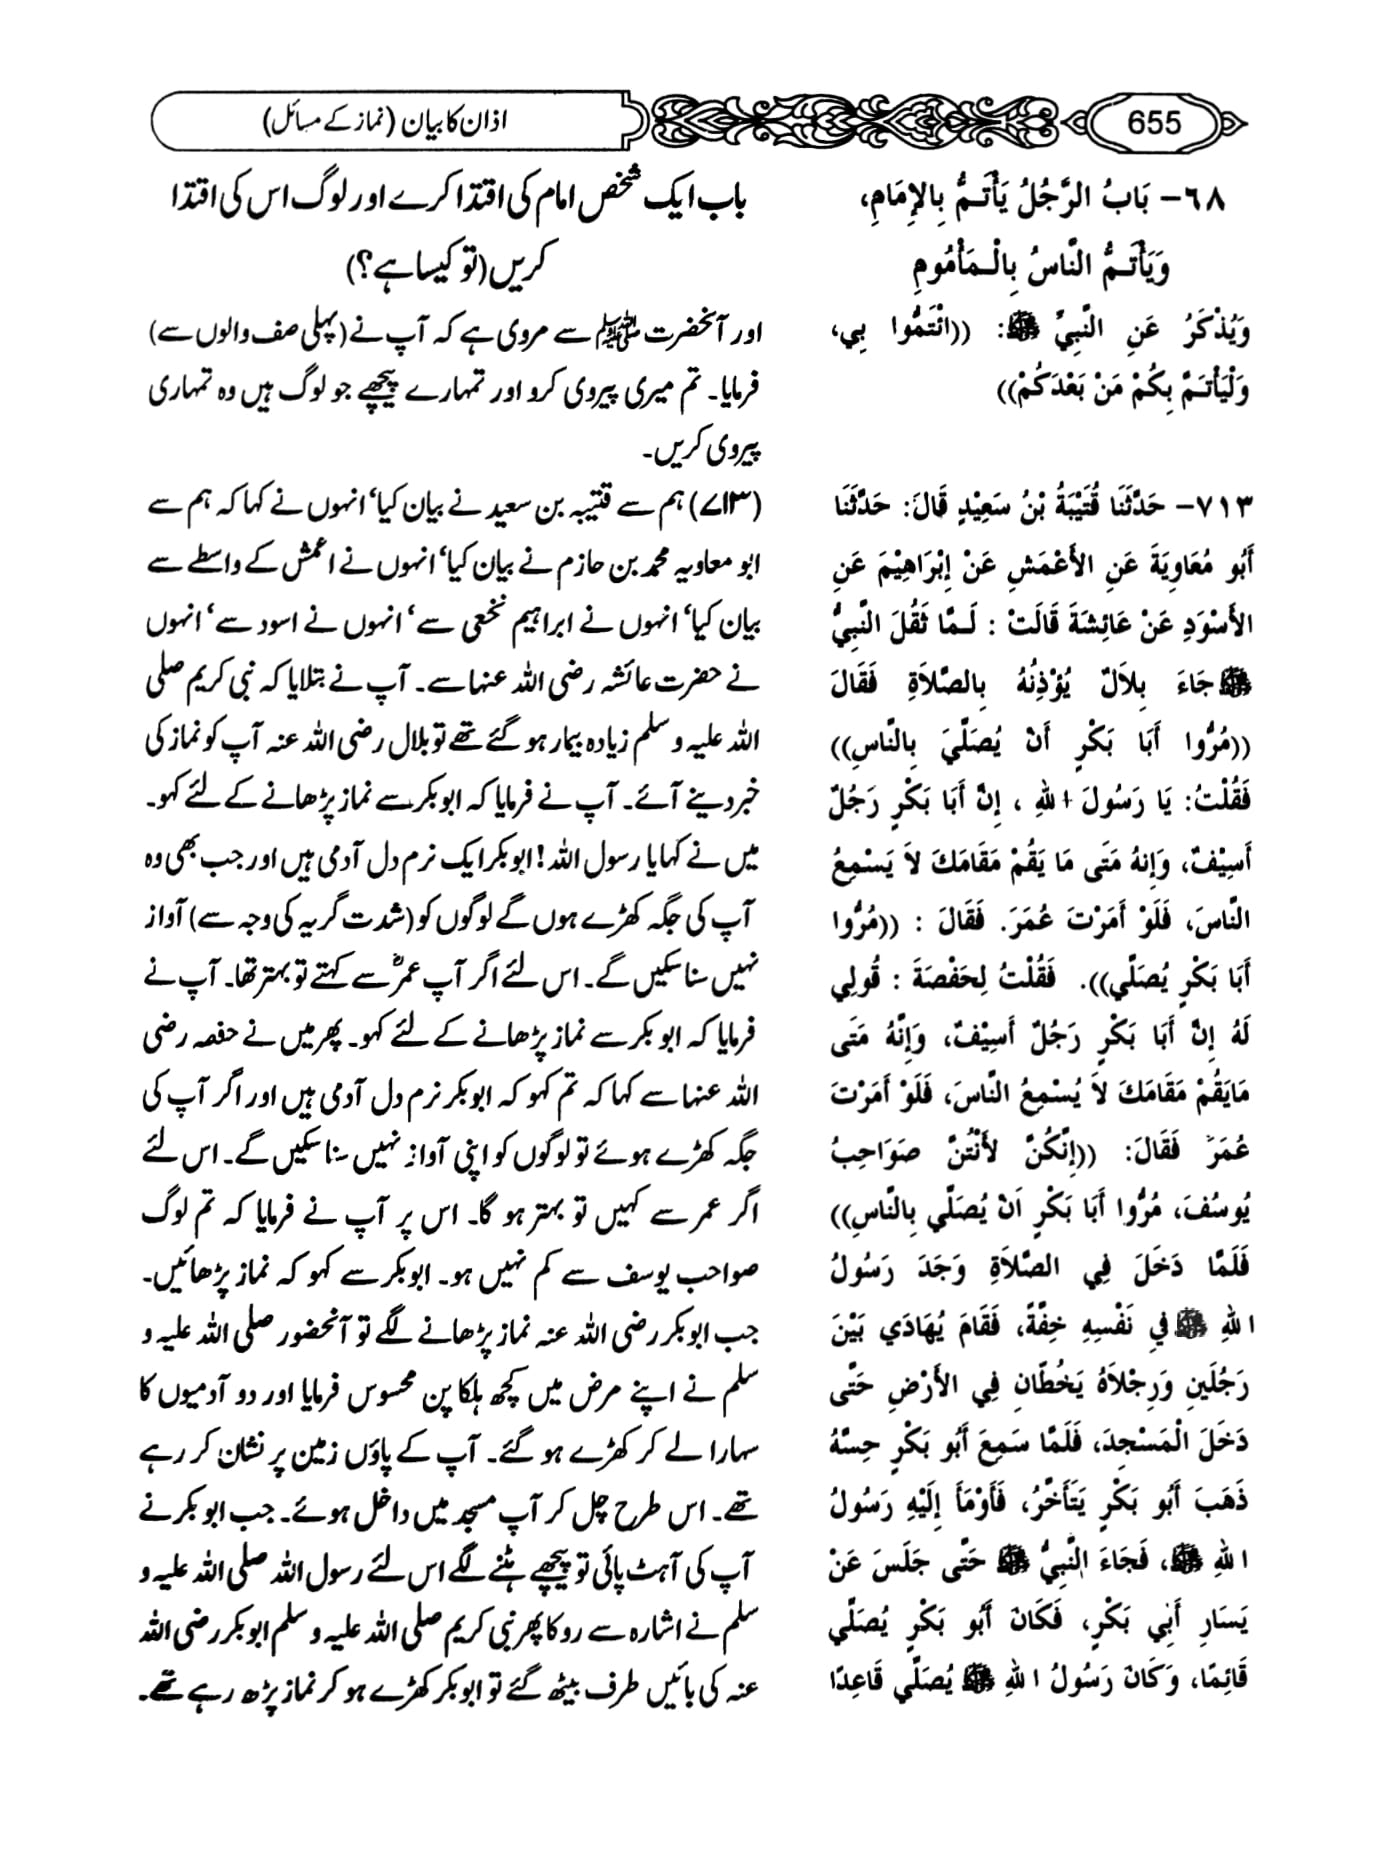 655
اذان کا بیان (نماز کے مسائل)
٦٨- بَابُ الرَّجُلُ يَأْتَمُّ بِالإِمَامِ،
وَيَأْتَمُّ النَّاسُ بِالْمَأْمُومِ
وَيُذْكَرُ عَنِ النَّبِيِّ ﷺ: ((ائْتَمُّوا بِي،
وَلْيَأْتَمَّ بِكُمْ مَنْ بَعْدَكُمْ))
٧١٣- حَدَّثَنَا قُتَيْبَةُ بْنُ سَعِيْدٍ قَالَ: حَدَّثَنَا
أَبُو مُعَاوِيَةَ عَنِ الأَعْمَشِ عَنْ إِبْرَاهِيْمَ عَنِ
الأَسْوَدِ عَنْ عَائِشَةَ قَالَتْ : لَمَّا ثَقُلَ النَّبِيُّ
ﷺ جَاءَ بِلاَلٌ يُؤْذِنُهُ بِالصَّلاَةِ فَقَالَ
((مُرُّوا أَبَا بَكْرٍ أَنْ يُصَلِّيَ بِالنَّاسِ))
فَقُلْتُ: يَا رَسُولَ اللهِ ، إِنَّ أَبَا بَكْرٍ رَجُلٌ
أَسِيْفٌ، وَإِنهُ مَتَى مَا يَقُمْ مَقَامَكَ لاَ يَسْمِعُ
النَّاسَ، فَلَوْ أَمَرْتَ عُمَرَ. فَقَالَ : ((مُرُّوا
أَبَا بَكْرٍ يُصَلِّي)). فَقُلْتُ لِحَفْصَةَ : قُولِي
لَهُ إِنَّ أَبَا بَكْرٍ رَجُلٌ أَسِيْفٌ، وَإِنَّهُ مَتَى
مَايَقُمْ مَقَامَكَ لاَ يُسْمِعُ النَّاسَ، فَلَوْ أَمَرْتَ
عُمَرَ فَقَالَ: ((إِنَّكُنَّ لأَنْتُنَّ صَوَاحِبُ
يُوسُفَ، مُرُّوا أَبَا بَكْرٍ اَنْ يُصَلِّي بِالنَّاسِ))
فَلَمَّا دَخَلَ فِي الصَّلاَةِ وَجَدَ رَسُولُ
اللهِ ﷺ فِي نَفْسِهِ خِفَّةً، فَقَامَ يُهَادَي بَيْنَ
رَجُلَينِ وَرِجْلاَهُ يَخُطَّانِ فِي الأَرْضِ حَتَّى
دَخَلَ الْمَسْجِدَ، فَلَمَّا سَمِعَ أَبُو بَكْرٍ حِسَّهُ
ذَهَبَ أَبُو بَكْرٍ يَتَأَخَّرُ، فَأَوْمَأَ إِلَيْهِ رَسُولُ
اللهِ ﷺ، فَجَاءَ النَّبِيُّ ﷺ حَتَّى جَلَسَ عَنْ
يَسَارِ أَبِي بَكْرٍ، فَكَانَ أَبُو بَكْرٍ يُصَلِّي
قَائِمًا، وَكَانَ رَسُولُ اللهِ ﷺ يُصَلِّي قَاعِدًا
باب ایک شخص امام کی اقتدا کرے اور لوگ اس کی اقتدا
کریں (تو کیسا ہے؟)
اور آنحضرت ﷺ سے مروی ہے کہ آپ نے (پہلی صف والوں سے)
فرمایا۔ تم میری پیروی کرو اور تمہارے پیچھے جو لوگ ہیں وہ تمہاری
پیروی کریں۔
(۷۱۳) ہم سے قتیبہ بن سعید نے بیان کیا‘ انہوں نے کہا کہ ہم سے
ابو معاویہ محمد بن حازم نے بیان کیا‘ انہوں نے اعمش کے واسطے سے
بیان کیا‘ انہوں نے ابراہیم نخعی سے‘ انہوں نے اسود سے‘ انہوں
نے حضرت عائشہ رضی اللہ عنہا سے۔ آپ نے بتلایا کہ نبی کریم صلی
اللہ علیہ و سلم زیادہ بیمار ہو گئے تھے تو بلال رضی اللہ عنہ آپ کو نماز کی
خبر دینے آئے۔ آپ نے فرمایا کہ ابوبکر سے نماز پڑھانے کے لئے کہو۔
میں نے کہا یا رسول اللہ! ابوبکر ایک نرم دل آدمی ہیں اور جب بھی وہ
آپ کی جگہ کھڑے ہوں گے لوگوں کو (شدت گریہ کی وجہ سے) آواز
نہیں سنا سکیں گے۔ اس لئے اگر آپ عمرؓ سے کہتے تو بہتر تھا۔ آپ نے
فرمایا کہ ابو بکر سے نماز پڑھانے کے لئے کہو۔ پھر میں نے حفصہ رضی
اللہ عنہا سے کہا کہ تم کہو کہ ابوبکر نرم دل آدمی ہیں اور اگر آپ کی
جگہ کھڑے ہوئے تو لوگوں کو اپنی آواز نہیں سنا سکیں گے۔ اس لئے
اگر عمر سے کہیں تو بہتر ہو گا۔ اس پر آپ نے فرمایا کہ تم لوگ
صواحب یوسف سے کم نہیں ہو۔ ابوبکر سے کہو کہ نماز پڑھائیں۔
جب ابوبکر رضی اللہ عنہ نماز پڑھانے لگے تو آنحضور صلی اللہ علیہ و
سلم نے اپنے مرض میں کچھ ہلکا پن محسوس فرمایا اور دو آدمیوں کا
سہارا لے کر کھڑے ہو گئے۔ آپ کے پاؤں زمین پر نشان کر رہے
تھے۔ اس طرح چل کر آپ مسجد میں داخل ہوئے۔ جب ابوبکر نے
آپ کی آہٹ پائی تو پیچھے ہٹنے لگے اس لئے رسول اللہ صلی اللہ علیہ و
سلم نے اشارہ سے روکا پھر نبی کریم صلی اللہ علیہ و سلم ابوبکر رضی اللہ
عنہ کی بائیں طرف بیٹھ گئے تو ابوبکر کھڑے ہو کر نماز پڑھ رہے تھے۔